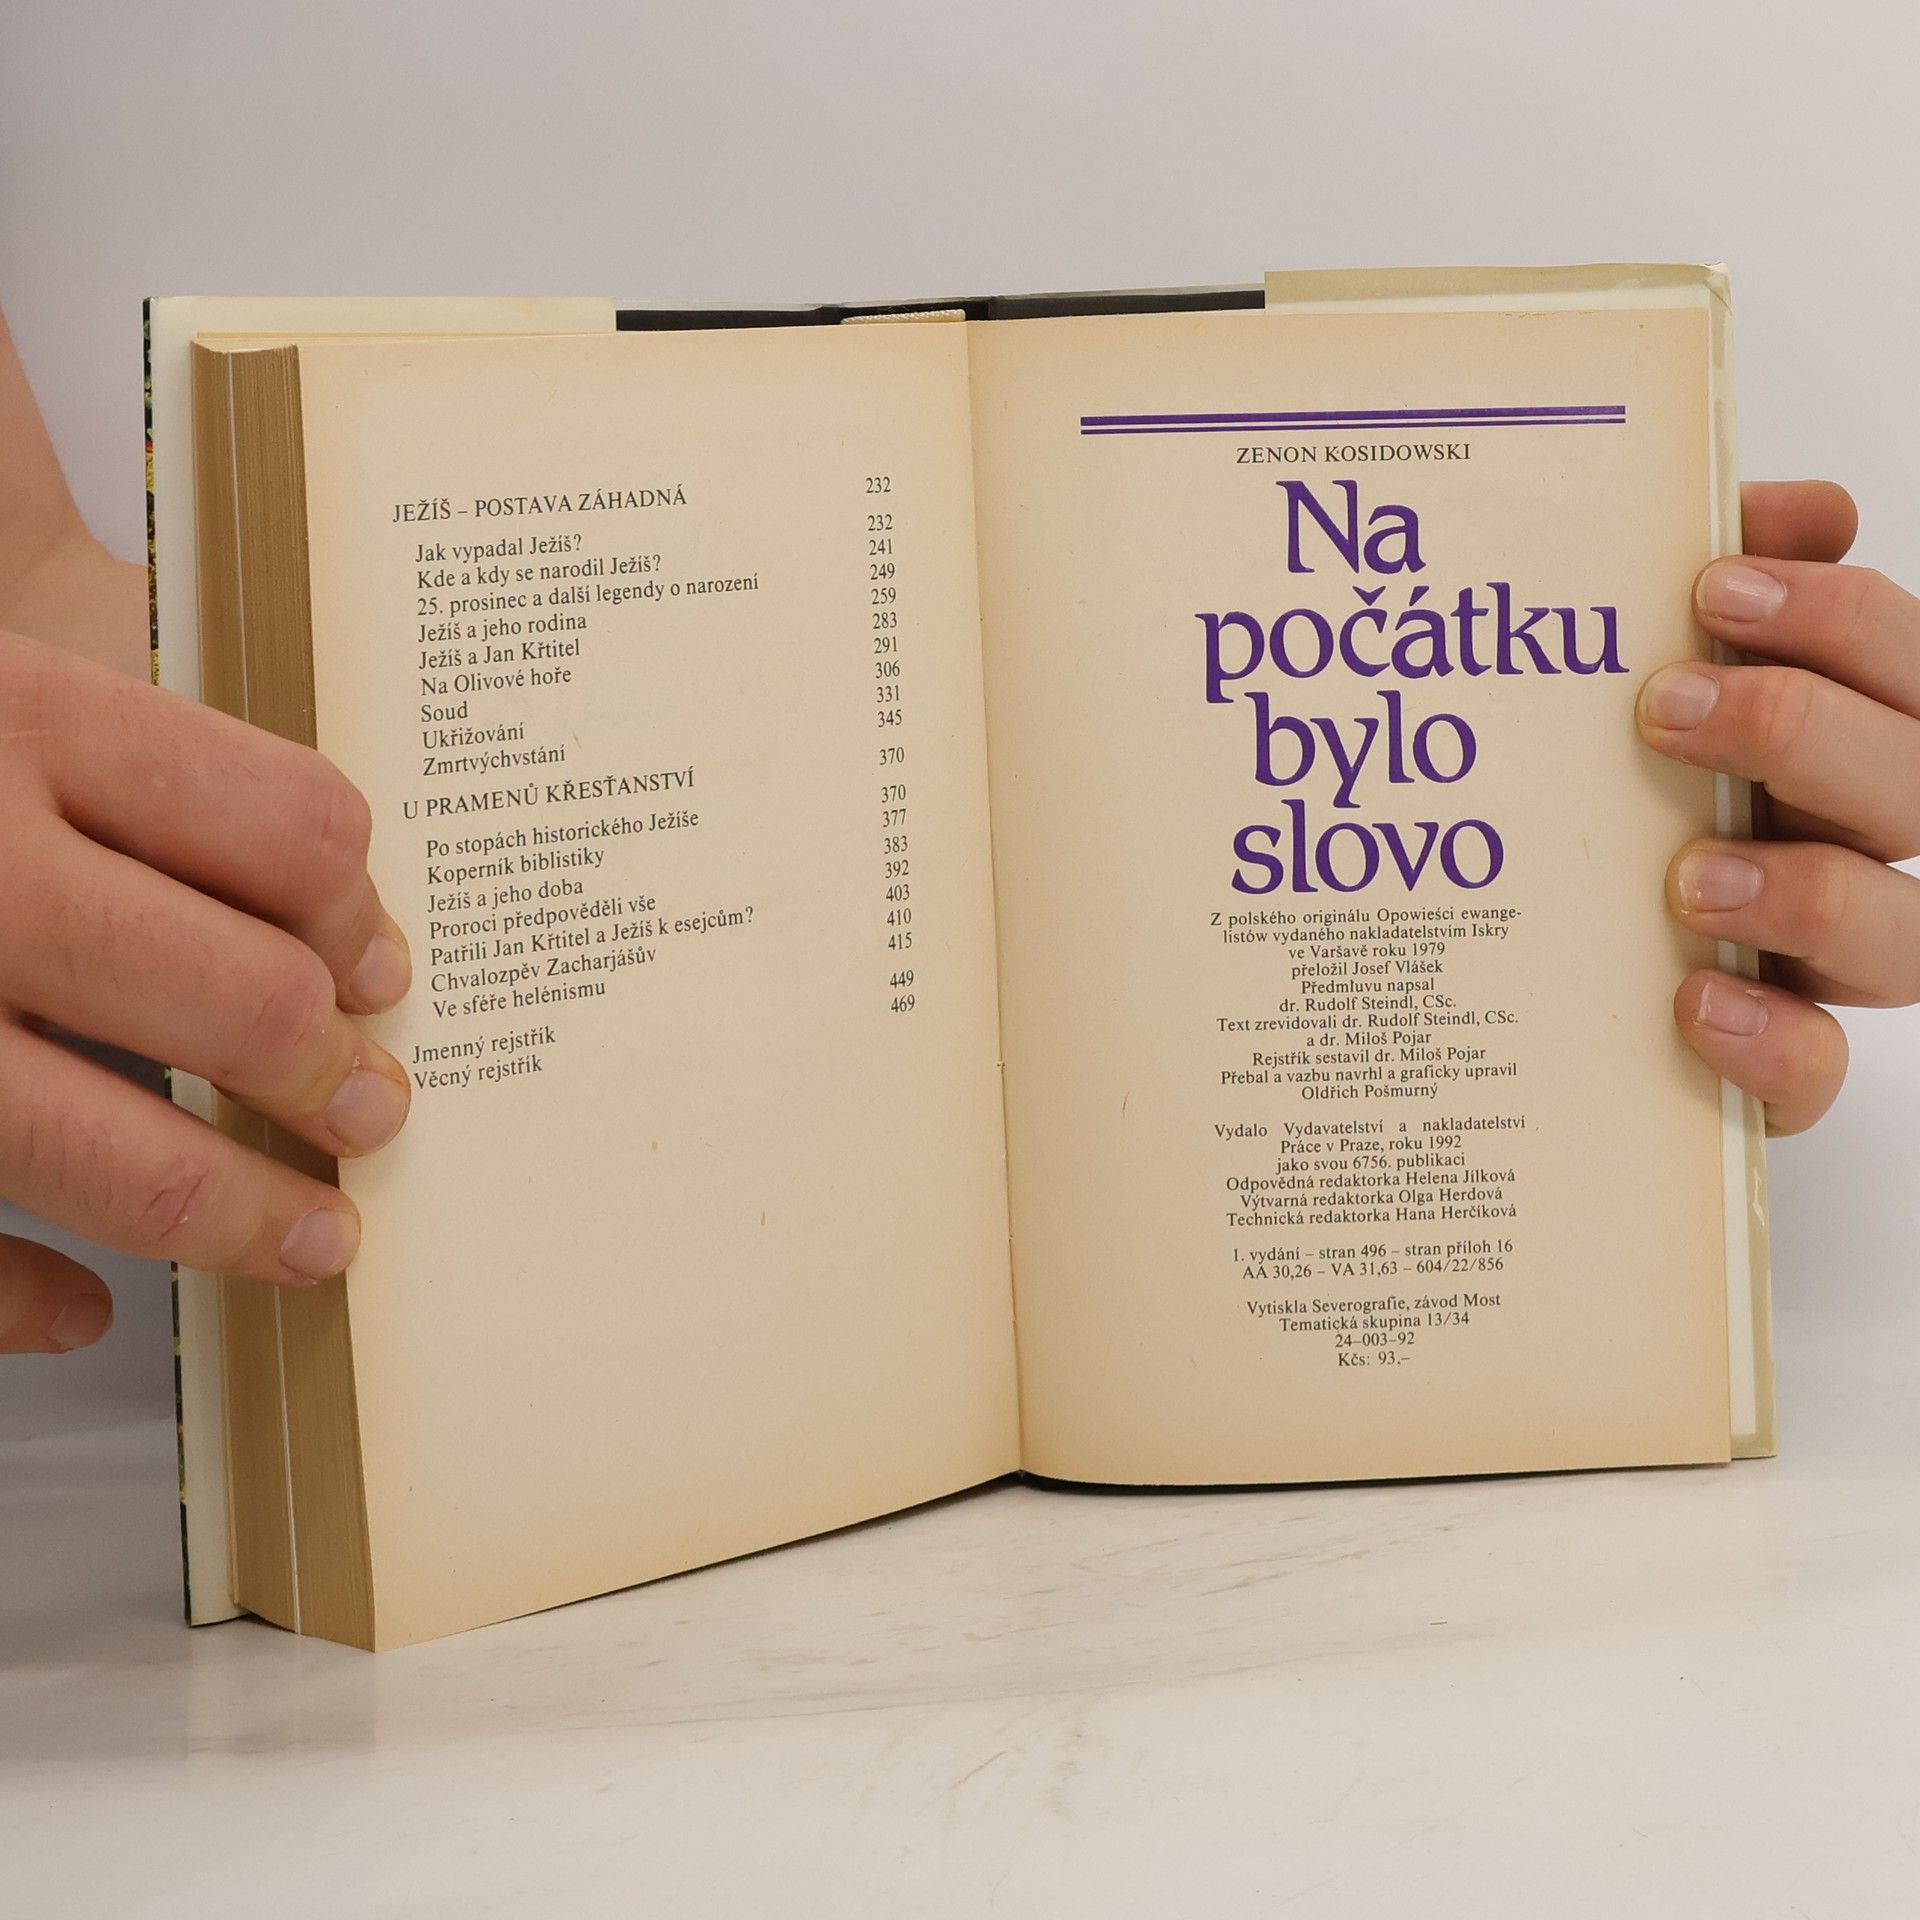 JEŽÍŠ – POSTAVA ZÁHADNÁ 232
Jak vypadal Ježíš? 232
Kde a kdy se narodil Ježíš? 241
25. prosinec a další legendy o narození 249
Ježíš a jeho rodina 259
Ježíš a Jan Křtitel 283
Na Olivové hoře 291
Soud 306
Ukřižování 331
Zmrtvýchvstání 345
U PRAMENŮ KŘESŤANSTVÍ 370
Po stopách historického Ježíše 370
Koperník biblistiky 377
Ježíš a jeho doba 383
Proroci předpověděli vše 392
Patřili Jan Křtitel a Ježíš k esejcům? 403
Chvalozpěv Zacharjášův 410
Ve sféře helénismu 415
Jmenný rejstřík 449
Věcný rejstřík 469
ZENON KOSIDOWSKI
Na
počátku
bylo
slovo
Z polského originálu Opowieści ewange-
listów vydaného nakladatelstvím Iskry
ve Varšavě roku 1979
přeložil Josef Vlášek
Předmluvu napsal
dr. Rudolf Steindl, CSc.
Text zrevidovali dr. Rudolf Steindl, CSc.
a dr. Miloš Pojar
Rejstřík sestavil dr. Miloš Pojar
Přebal a vazbu navrhl a graficky upravil
Oldřich Pošmurný
Vydalo Vydavatelství a nakladatelství
Práce v Praze, roku 1992
jako svou 6756. publikaci
Odpovědná redaktorka Helena Jílková
Výtvarná redaktorka Olga Herdová
Technická redaktorka Hana Herčíková
1. vydání – stran 496 – stran příloh 16
AA 30,26 – VA 31,63 – 604/22/856
Vytiskla Severografie, závod Most
Tematická skupina 13/34
24–003–92
Kčs: 93,–